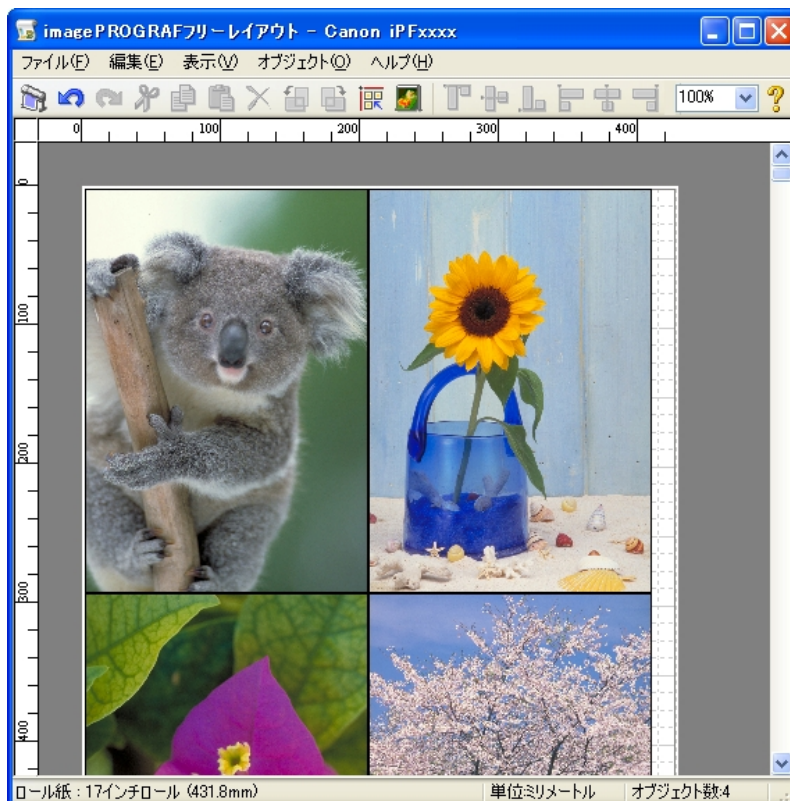 imagePROGRAFフリーレイアウト - Canon iPFxxxx
ファイル(F) 編集(E) 表示(V) オブジェクト(O) ヘルプ(H)
100%
0 100 200 300 400
0
100
200
300
400
ロール紙 : 17インチロール (431.8mm) 単位:ミリメートル オブジェクト数:4